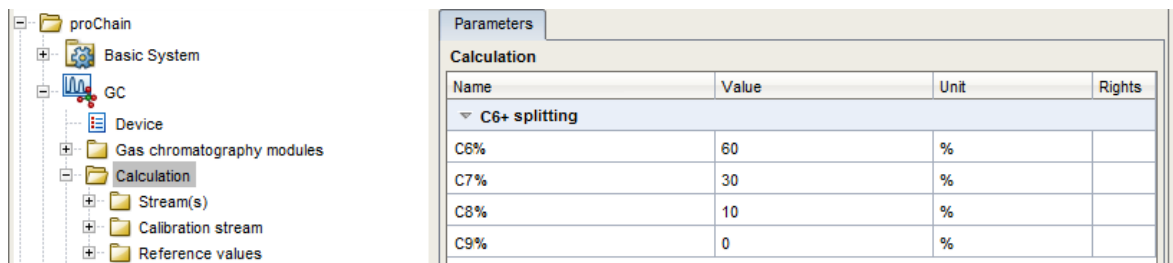 proChain
Basic System
GC
Device
Gas chromatography modules
Calculation
Stream(s)
Calibration stream
Reference values
Parameters
Calculation
Name Value Unit Rights
C6+ splitting
C6% 60 %
C7% 30 %
C8% 10 %
C9% 0 %